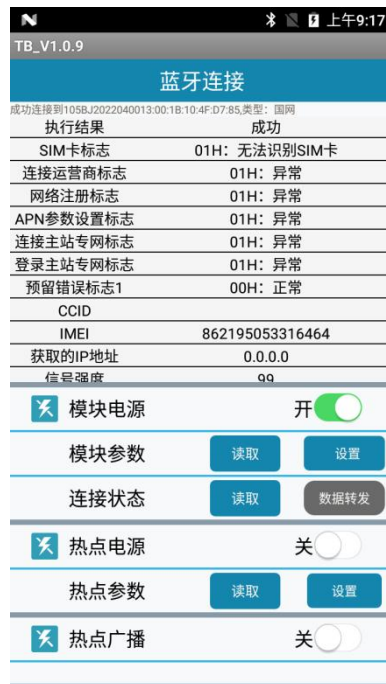 上午9:17
TB_V1.0.9
蓝牙连接
成功连接到105BJ2022040013:00:1B:10:4F:D7:85,类型：国网
执行结果 成功
SIM卡标志 01H：无法识别SIM卡
连接运营商标志 01H：异常
网络注册标志 01H：异常
APN参数设置标志 01H：异常
连接主站专网标志 01H：异常
登录主站专网标志 01H：异常
预留错误标志1 00H：正常
CCID
IMEI 862195053316464
获取的IP地址 0.0.0.0
信号强度 99
模块电源 开
模块参数 读取 设置
连接状态 读取 数据转发
热点电源 关
热点参数 读取 设置
热点广播 关